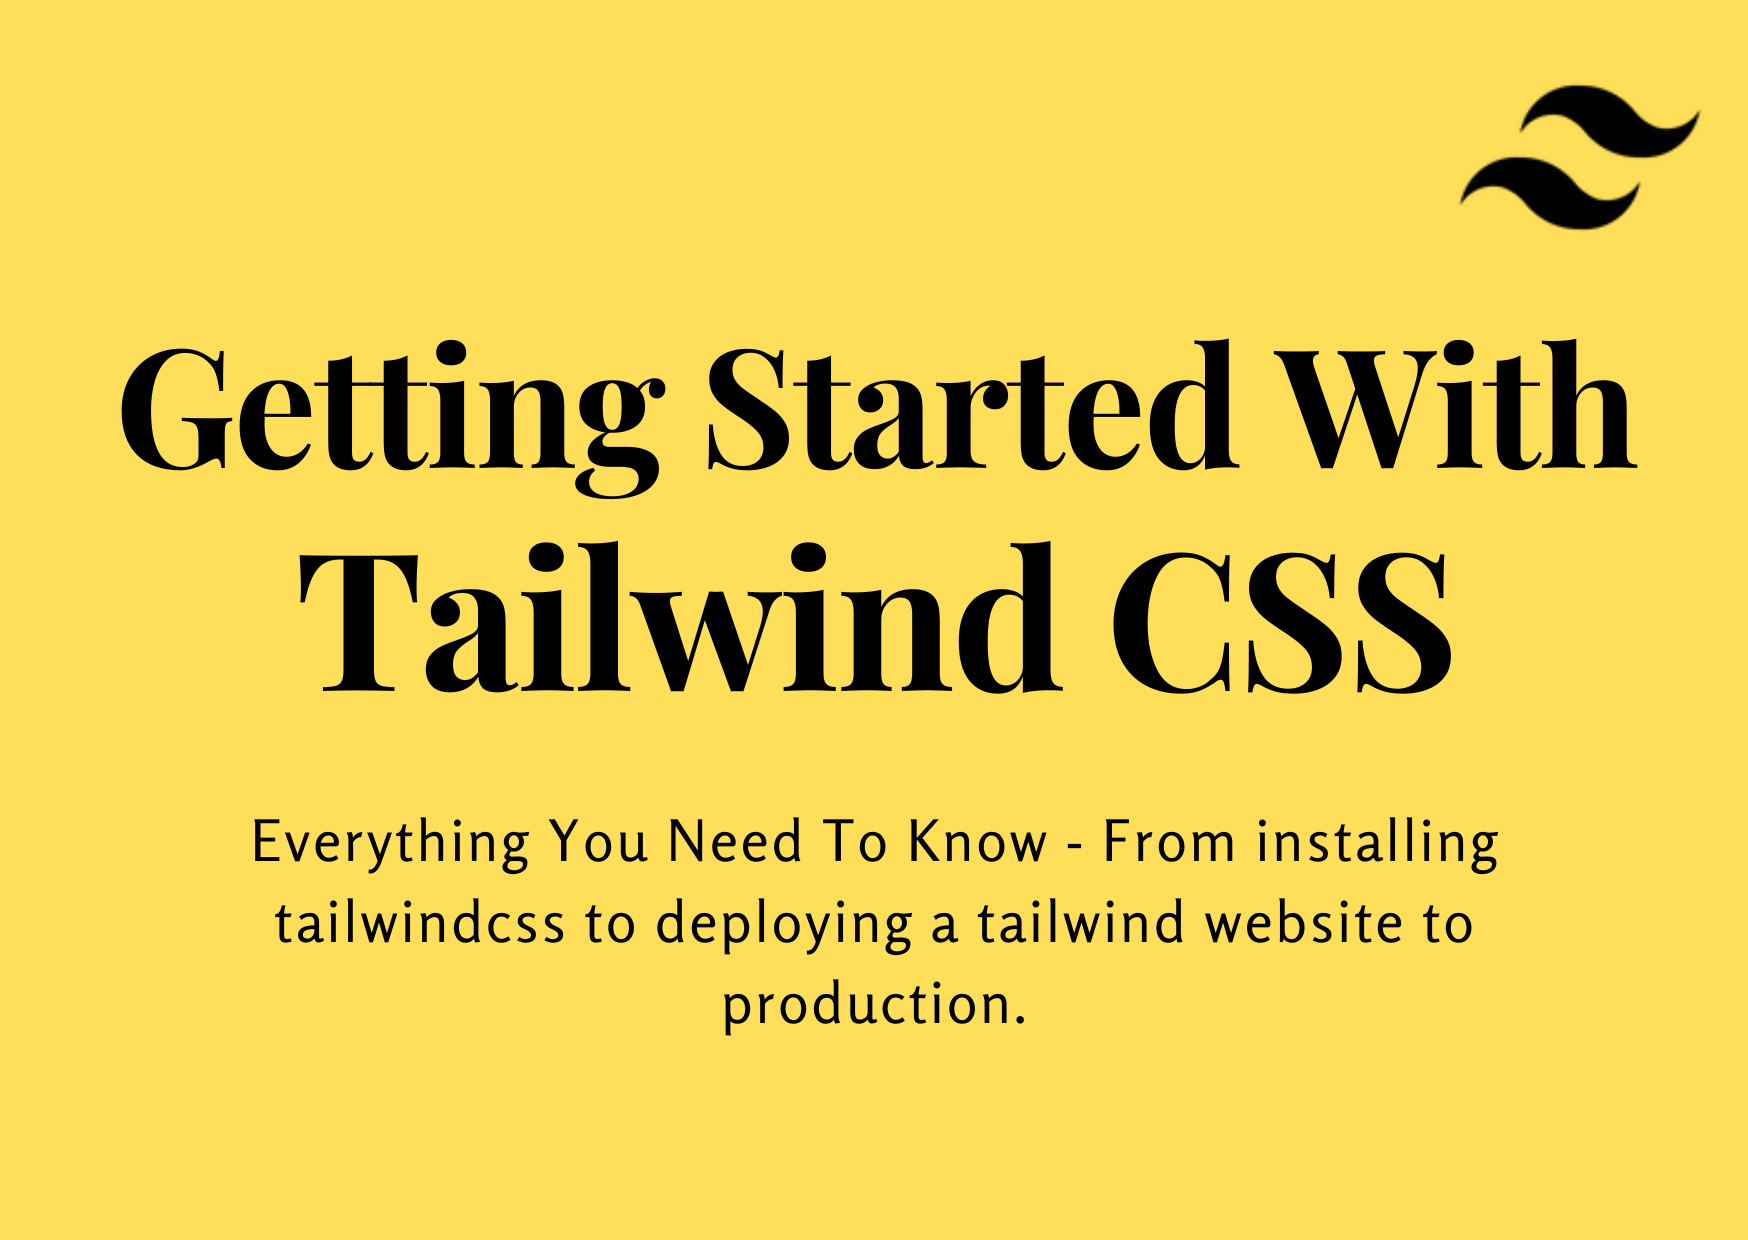 Getting Started With
Tailwind CSS
Everything You Need To Know - From installing
tailwindcss to deploying a tailwind website to
production.